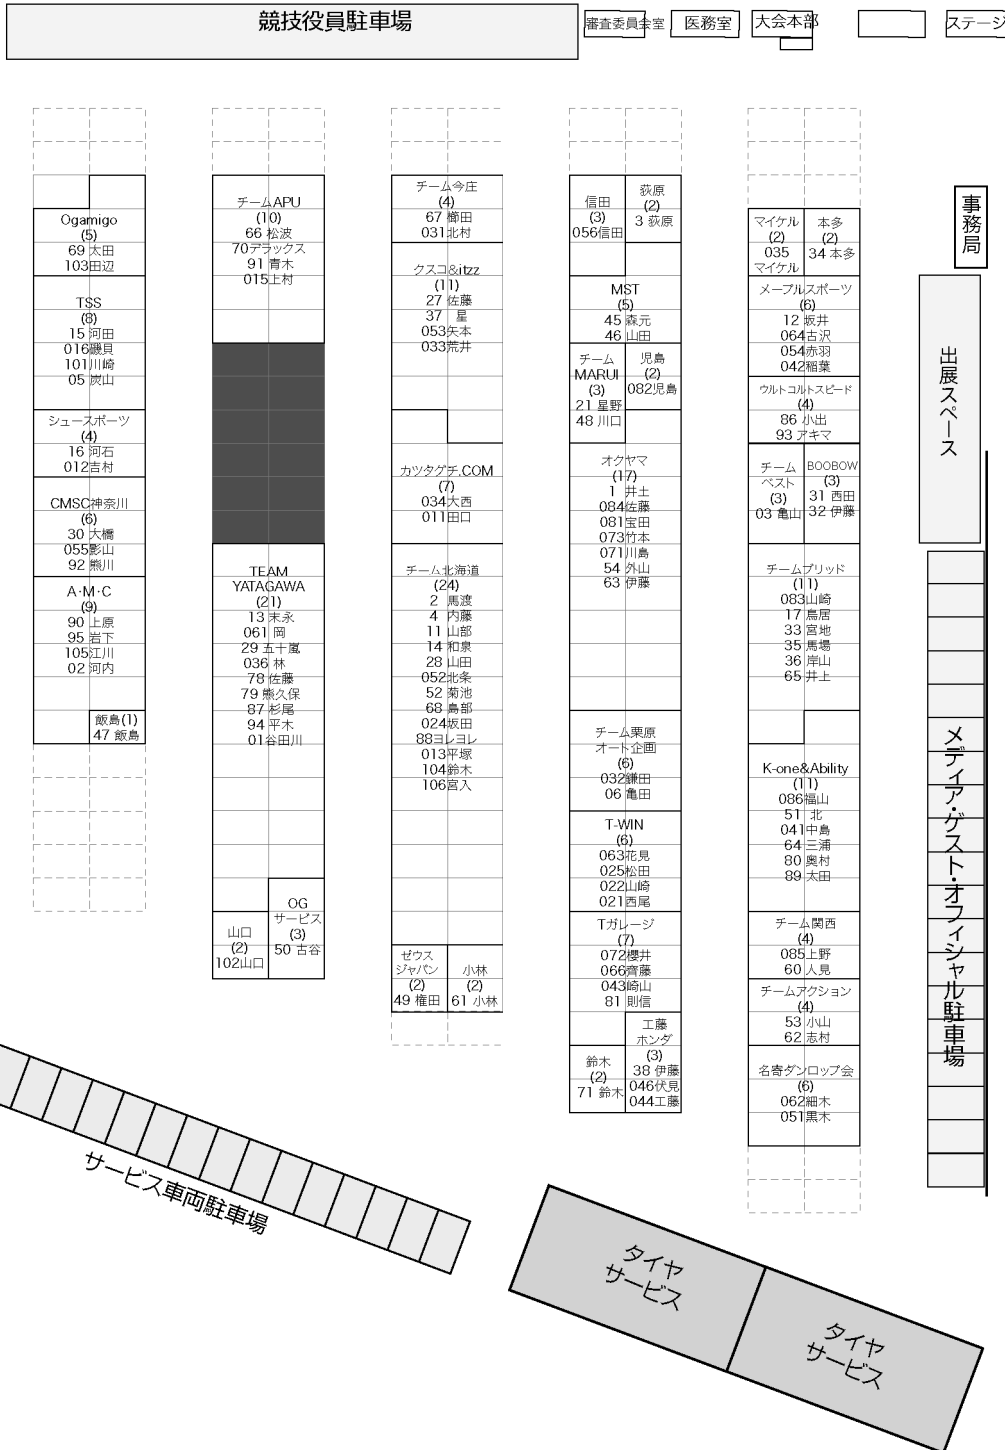 競技役員駐車場
審査委員会室
医務室
大会本部
ステージ
Ogamigo
(5)
69 太田
103田辺
TSS
(8)
15 河田
016磯貝
101川崎
05 炭山
シュースポーツ
(4)
16 河石
012吉村
CMSC神奈川
(6)
30 大橋
055影山
92 熊川
A·M·C
(9)
90 上原
95 岩下
105江川
02 河内
飯島(1)
47 飯島
チームAPU
(10)
66 松波
70デラックス
91 青木
015上村
TEAM
YATAGAWA
(21)
13 末永
061 岡
29 五十嵐
036 林
78 佐藤
79 熊久保
87 杉尾
94 平木
01谷田川
OG
サービス
(3)
50 古谷
山口
(2)
102山口
チーム今庄
(4)
67 櫛田
031北村
クスコ&itzz
(11)
27 佐藤
37 星
053矢本
033荒井
カツタグチ.COM
(7)
034大西
011田口
チーム北海道
(24)
2 馬渡
4 内藤
11 山部
14 和泉
28 山田
052北条
52 菊池
68 島部
024坂田
88ヨレヨレ
013平塚
104鈴木
106宮入
ゼウス
ジャパン
(2)
49 権田
小林
(2)
61 小林
信田
(3)
056信田
荻原
(2)
3 荻原
MST
(5)
45 森元
46 山田
チーム
MARUI
(3)
21 星野
48 川口
児島
(2)
082児島
オクヤマ
(17)
1 井土
084佐藤
081宝田
073竹本
071川島
54 外山
63 伊藤
チーム栗原
オート企画
(6)
032鎌田
06 亀田
T-WIN
(6)
063花見
025松田
022山崎
021西尾
Tガレージ
(7)
072櫻井
066齊藤
043崎山
81 則信
工藤
ホンダ
(3)
38 伊藤
046伏見
044工藤
鈴木
(2)
71 鈴木
マイケル
(2)
035
マイケル
本多
(2)
34 本多
メープルスポーツ
(6)
12 坂井
064古沢
054赤羽
042稲葉
ウルトコルトスピード
(4)
86 小出
93 アキマ
チーム
ベスト
(3)
03 亀山
BOOBOW
(3)
31 西田
32 伊藤
チームブリッド
(11)
083山崎
17 鳥居
33 宮地
35 馬場
36 岸山
65 井上
K-one&Ability
(11)
086福山
51 北
041中島
64 三浦
80 奥村
89 太田
チーム関西
(4)
085上野
60 人見
チームアクション
(4)
53 小山
62 志村
名寄ダンロップ会
(6)
062細木
051黒木
事務局
出展スペース
メディア・ゲスト・オフィシャル駐車場
サービス車両駐車場
タイヤ
サービス
タイヤ
サービス